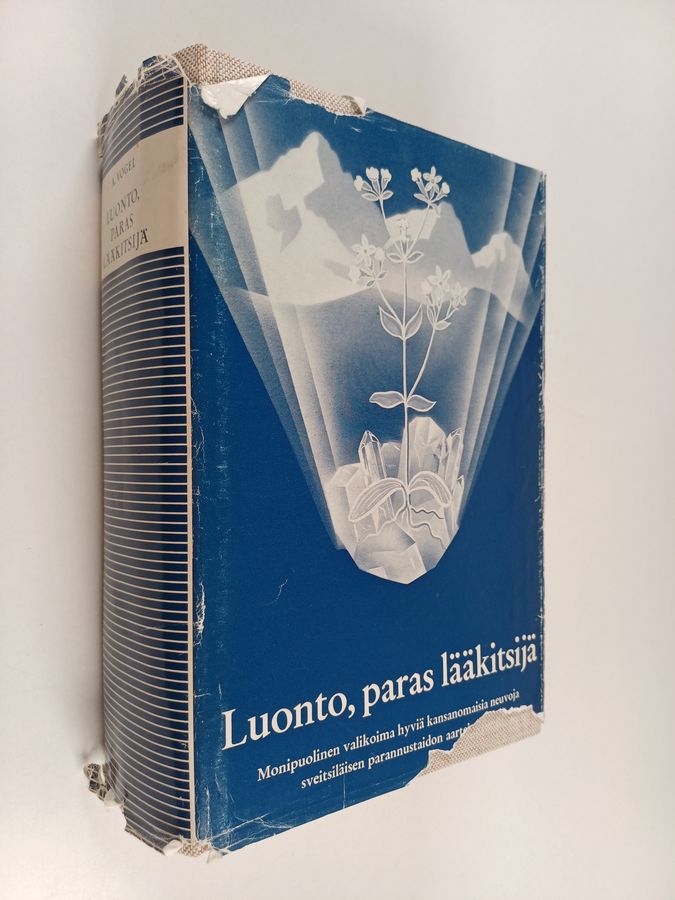 A. VOGEL
LUONTO,
PARAS
LÄÄKITSIJÄ
Luonto, paras lääkitsijä
Monipuolinen valikoima hyviä kansanomaisia neuvoja
sveitsiläisen parannustaidon